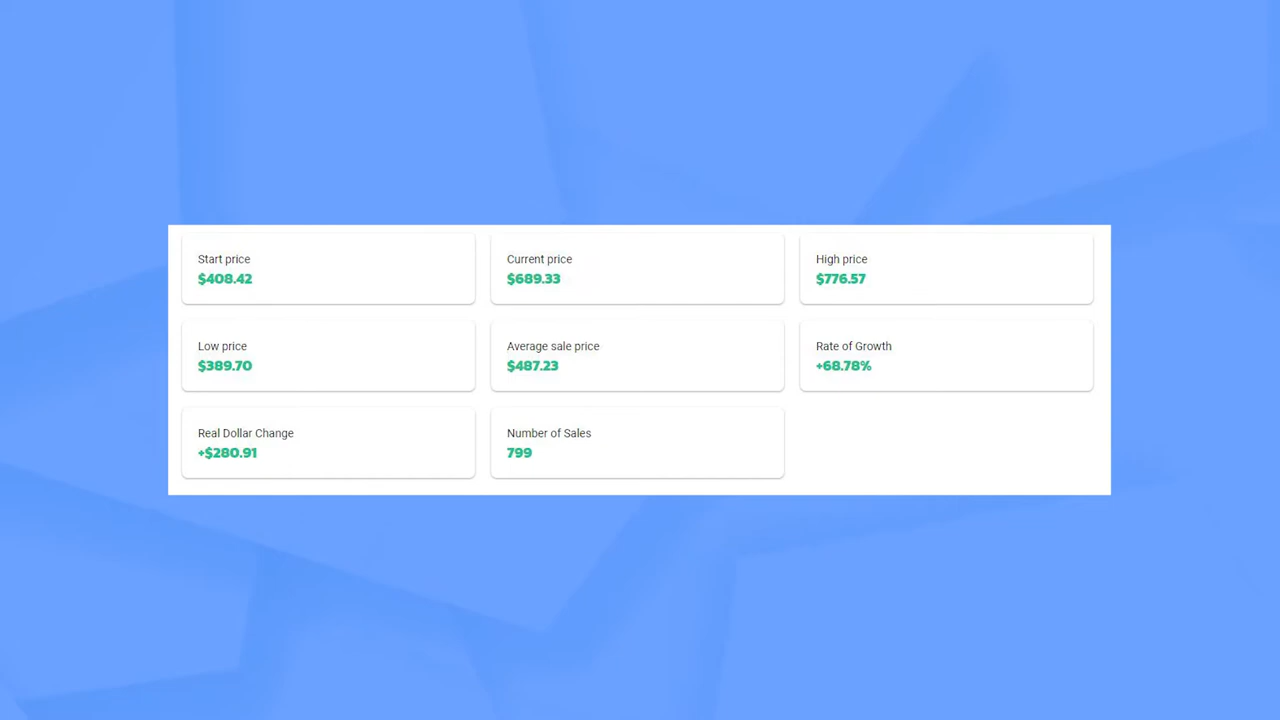 Start price
$408.42
Current price
$689.33
High price
$776.57
Low price
$389.70
Average sale price
$487.23
Rate of Growth
+68.78%
Real Dollar Change
+$280.91
Number of Sales
799